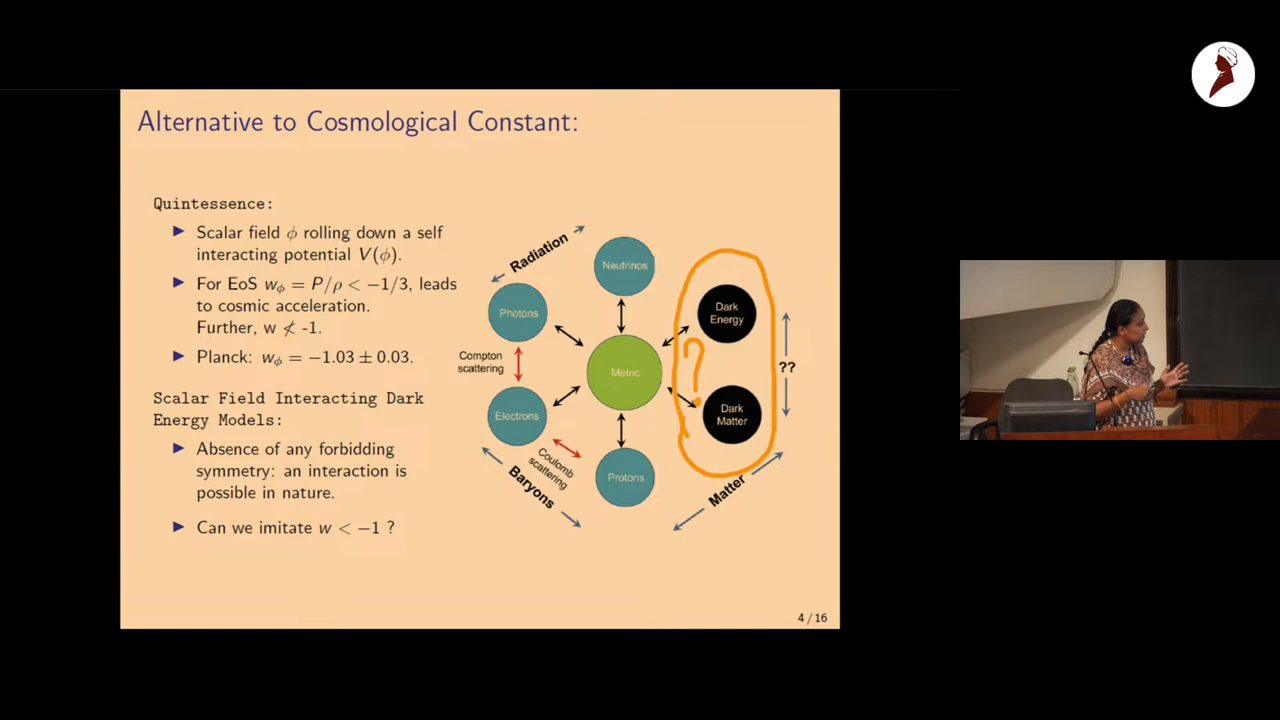 Alternative to Cosmological Constant:
Quintessence:
▶ Scalar field ϕ rolling down a self
interacting potential V(ϕ).
▶ For EoS w_ϕ = P/ρ < −1/3, leads
to cosmic acceleration.
Further, w ≮ -1.
▶ Planck: w_ϕ = −1.03 ± 0.03.
Scalar Field Interacting Dark
Energy Models:
▶ Absence of any forbidding
symmetry: an interaction is
possible in nature.
▶ Can we imitate w < −1 ?
Radiation
Neutrinos
Photons
Dark
Energy
Compton
scattering
Metric
?
??
Electrons
Dark
Matter
Coulomb
scattering
Protons
Baryons
Matter
4 / 16